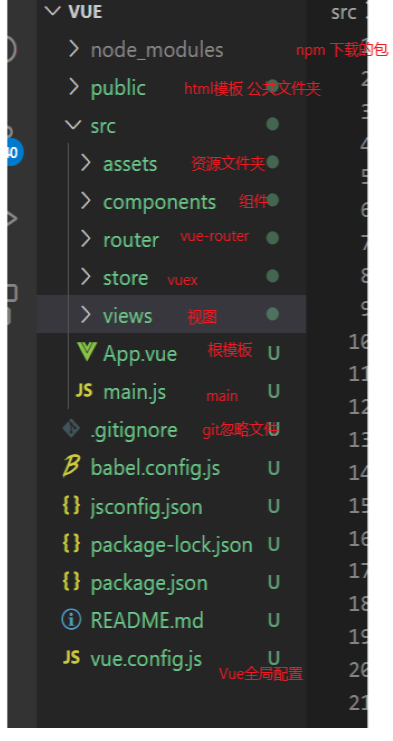 VUE
src
node_modules npm 下载的包
public html模板 公共文件夹
src
assets 资源文件夹
components 组件
router vue-router
store vuex
views 视图
App.vue 根模板 U
JS main.js main U
.gitignore git忽略文件 U
babel.config.js U
{} jsconfig.json U
{} package-lock.json U
{} package.json U
README.md U
JS vue.config.js U
Vue全局配置
40
2
3
4
5
6
7
8
9
10
11
12
13
14
15
16
17
18
19
20
21